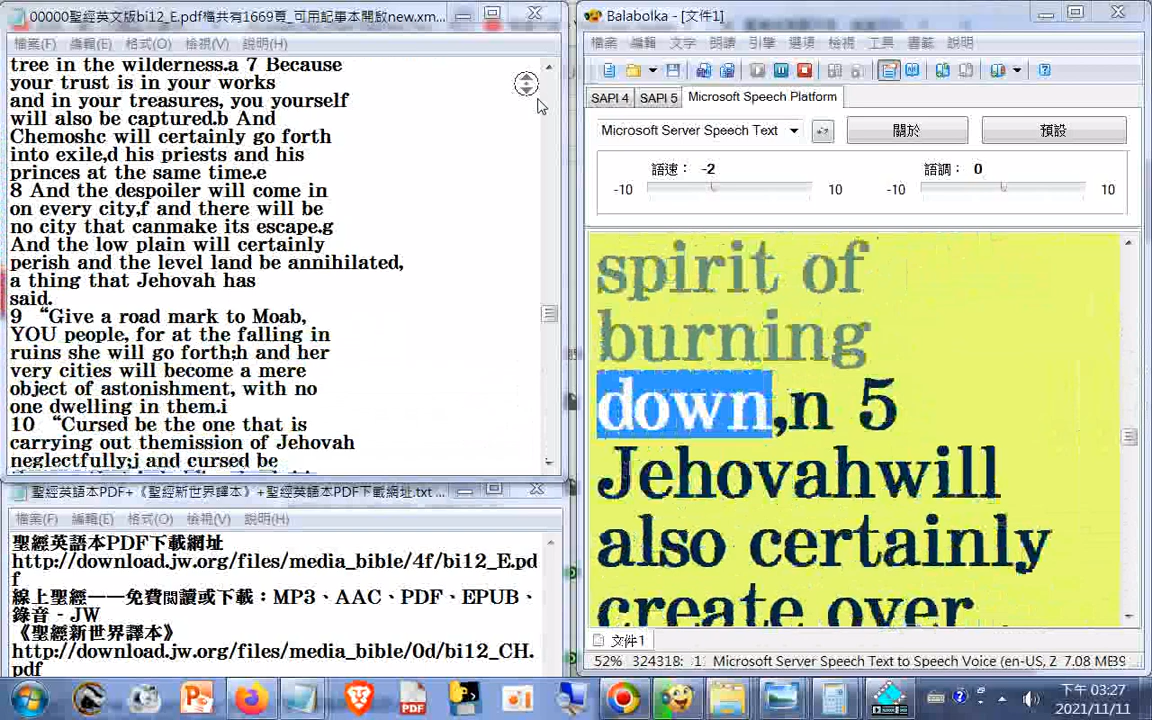 00000聖經英文版bi12_E.pdf檔共有1669頁_可用記事本開啟new.xm...
檔案(F) 編輯(E) 格式(O) 檢視(V) 說明(H)
tree in the wilderness.a 7 Because
your trust is in your works
and in your treasures, you yourself
will also be captured.b And
Chemoshc will certainly go forth
into exile,d his priests and his
princes at the same time.e
8 And the despoiler will come in
on every city,f and there will be
no city that canmake its escape.g
And the low plain will certainly
perish and the level land be annihilated,
a thing that Jehovah has
said.
9 “Give a road mark to Moab,
YOU people, for at the falling in
ruins she will go forth;h and her
very cities will become a mere
object of astonishment, with no
one dwelling in them.i
10 “Cursed be the one that is
carrying out themission of Jehovah
neglectfully;j and cursed be
聖經英語本PDF+《聖經新世界譯本》+聖經英語本PDF下載網址.txt ...
檔案(F) 編輯(E) 格式(O) 檢視(V) 說明(H)
聖經英語本PDF下載網址
http://download.jw.org/files/media_bible/4f/bi12_E.pd
f
線上聖經——免費閱讀或下載：MP3、AAC、PDF、EPUB、
錄音 - JW
《聖經新世界譯本》
http://download.jw.org/files/media_bible/0d/bi12_CH.
pdf
Balabolka - [文件1]
檔案 編輯 文字 朗讀 引擎 選項 檢視 工具 書籤 說明
SAPI 4 SAPI 5 Microsoft Speech Platform
Microsoft Server Speech Text 關於 預設
語速： -2 語調： 0
-10 10 -10 10
spirit of
burning
down,n 5
Jehovahwill
also certainly
create over
文件1
52% 324318: 1 Microsoft Server Speech Text to Speech Voice (en-US, Z 7.08 MB
下午 03:27
2021/11/11